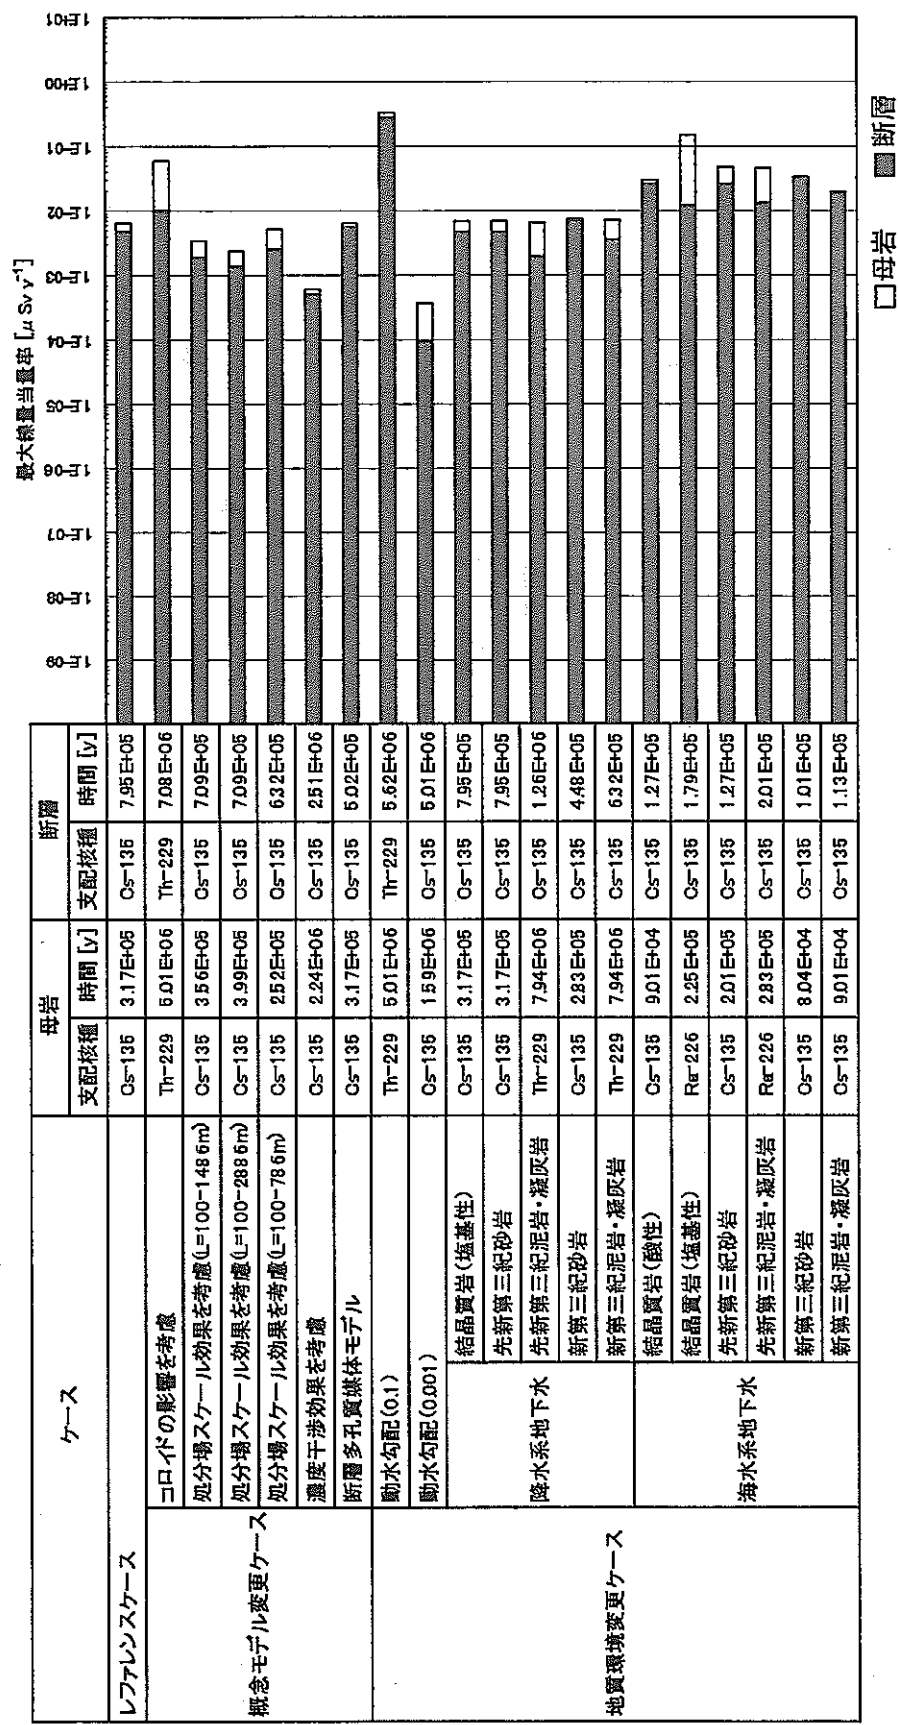 ケース 母岩 断層 最大線量当量率 [μ Sv y⁻¹]
支配核種 時間 [y] 支配核種 時間 [y] 1E-09 1E-08 1E-07 1E-06 1E-05 1E-04 1E-03 1E-02 1E-01 1E+00 1E+01
レファレンスケース Cs-135 3.17E+05 Cs-135 7.95E+05
概念モデル変更ケース
コロイドの影響を考慮 Th-229 5.01E+06 Th-229 7.08E+06
処分場スケール効果を考慮(L=100-1486m) Cs-135 3.56E+05 Cs-135 7.09E+05
処分場スケール効果を考慮(L=100-2886m) Cs-135 3.99E+05 Cs-135 7.09E+05
処分場スケール効果を考慮(L=100-786m) Cs-135 2.52E+05 Cs-135 6.32E+05
濃度干渉効果を考慮 Cs-135 2.24E+06 Cs-135 2.51E+06
断層多孔質媒体モデル Cs-135 3.17E+05 Cs-135 5.02E+05
地質環境変更ケース
動水勾配(0.1) Th-229 5.01E+06 Th-229 5.62E+06
動水勾配(0.001) Cs-135 1.59E+06 Cs-135 5.01E+06
降水系地下水
結晶質岩(塩基性) Cs-135 3.17E+05 Cs-135 7.95E+05
先新第三紀砂岩 Cs-135 3.17E+05 Cs-135 7.95E+05
先新第三紀泥岩・凝灰岩 Th-229 7.94E+06 Cs-135 1.26E+06
新第三紀砂岩 Cs-135 2.83E+05 Cs-135 4.48E+05
新第三紀泥岩・凝灰岩 Th-229 7.94E+06 Cs-135 6.32E+05
海水系地下水
結晶質岩(酸性) Cs-135 9.01E+04 Cs-135 1.27E+05
結晶質岩(塩基性) Ra-226 2.25E+05 Cs-135 1.79E+05
先新第三紀砂岩 Cs-135 2.01E+05 Cs-135 1.27E+05
先新第三紀泥岩・凝灰岩 Ra-226 2.83E+05 Cs-135 2.01E+05
新第三紀砂岩 Cs-135 8.04E+04 Cs-135 1.01E+05
新第三紀泥岩・凝灰岩 Cs-135 9.01E+04 Cs-135 1.13E+05
母岩 断層